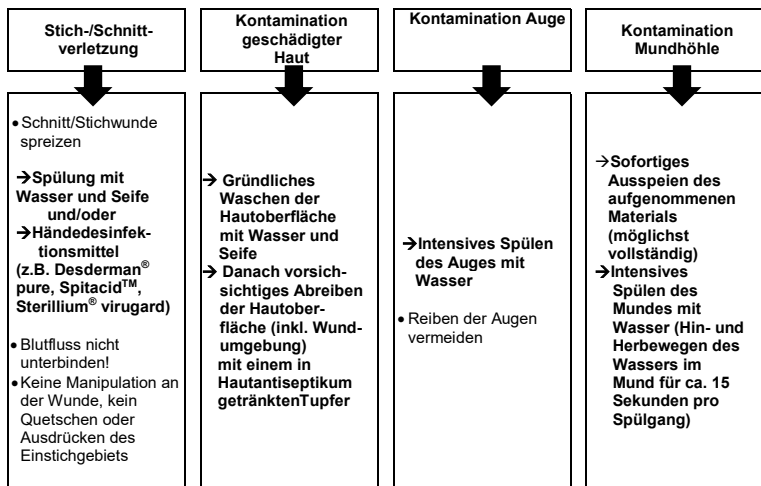 Stich-/Schnitt-
verletzung
Kontamination
geschädigter
Haut
Kontamination Auge
Kontamination
Mundhöhle
• Schnitt/Stichwunde
spreizen
→Spülung mit
Wasser und Seife
und/oder
→Händedesinfek-
tionsmittel
(z.B. Desderman®
pure, Spitacid™,
Sterillium® virugard)
• Blutfluss nicht
unterbinden!
• Keine Manipulation an
der Wunde, kein
Quetschen oder
Ausdrücken des
Einstichgebiets
→ Gründliches
Waschen der
Hautoberfläche
mit Wasser und
Seife
→ Danach vorsich-
sichtiges Abreiben
der Hautober-
fläche (inkl. Wund-
umgebung)
mit einem in
Hautantiseptikum
getränktenTupfer
→Intensives Spülen
des Auges mit
Wasser
• Reiben der Augen
vermeiden
→Sofortiges
Ausspeien des
aufgenommenen
Materials
(möglichst
vollständig)
→Intensives
Spülen des
Mundes mit
Wasser (Hin- und
Herbewegen des
Wassers im
Mund für ca. 15
Sekunden pro
Spülgang)